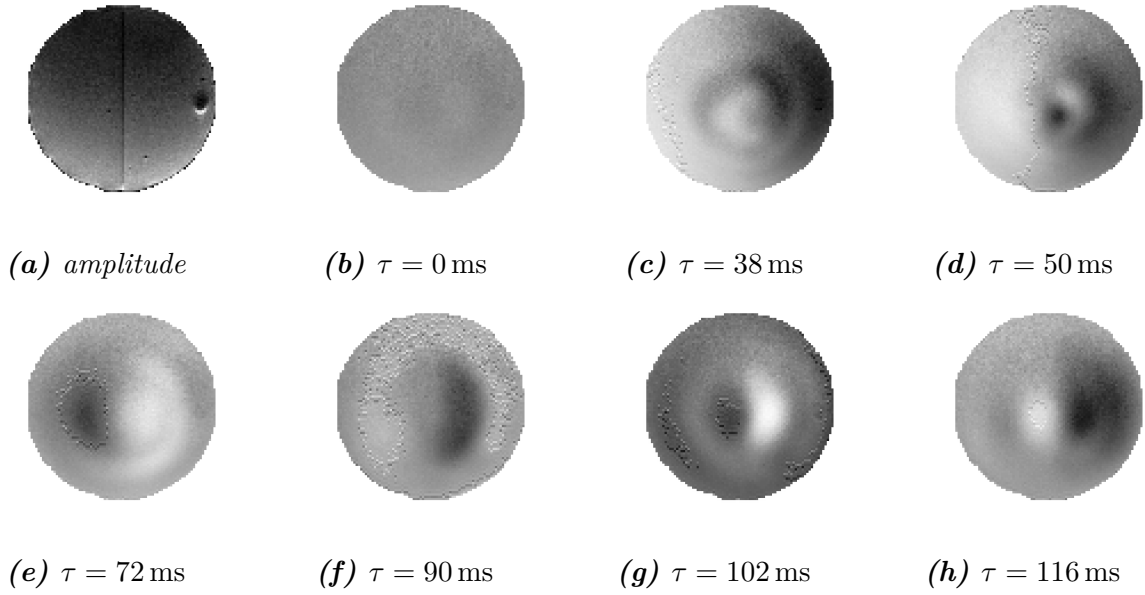 (a) amplitude
(b) τ = 0 ms
(c) τ = 38 ms
(d) τ = 50 ms
(e) τ = 72 ms
(f) τ = 90 ms
(g) τ = 102 ms
(h) τ = 116 ms